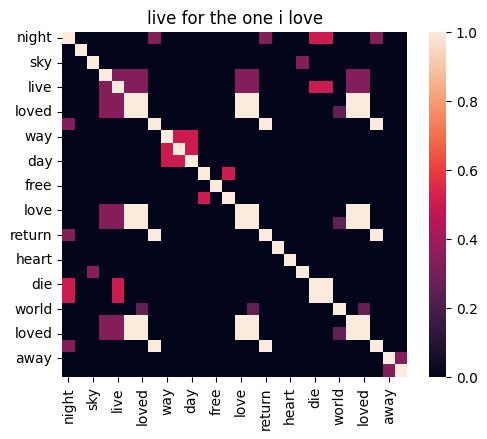 live for the one i love
night
sky
live
loved
way
day
free
love
return
heart
die
world
loved
away
1.0
0.8
0.6
0.4
0.2
0.0
night
sky
live
loved
way
day
free
love
return
heart
die
world
loved
away